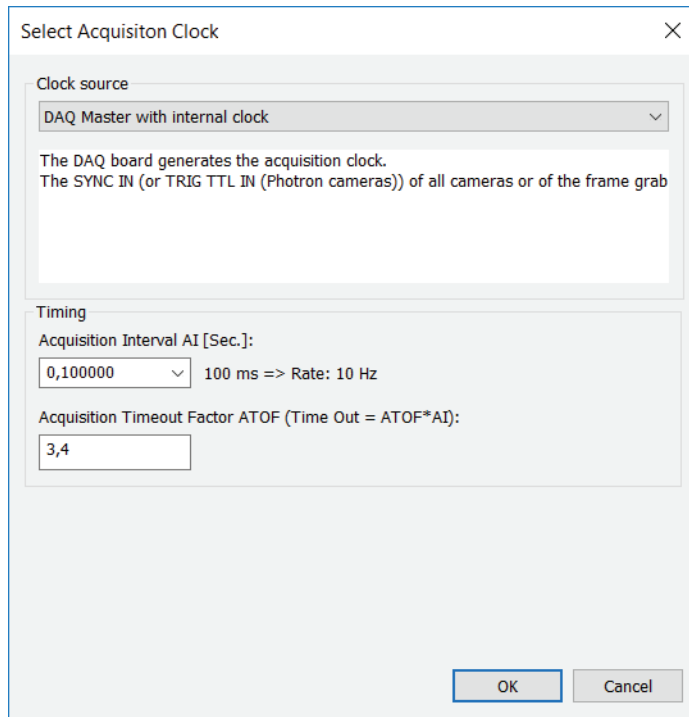 Select Acquisiton Clock
Clock source
DAQ Master with internal clock
The DAQ board generates the acquisition clock.
The SYNC IN (or TRIG TTL IN (Photron cameras)) of all cameras or of the frame grab
Timing
Acquisition Interval AI [Sec.]:
0,100000 100 ms => Rate: 10 Hz
Acquisition Timeout Factor ATOF (Time Out = ATOF*AI):
3,4
OK Cancel